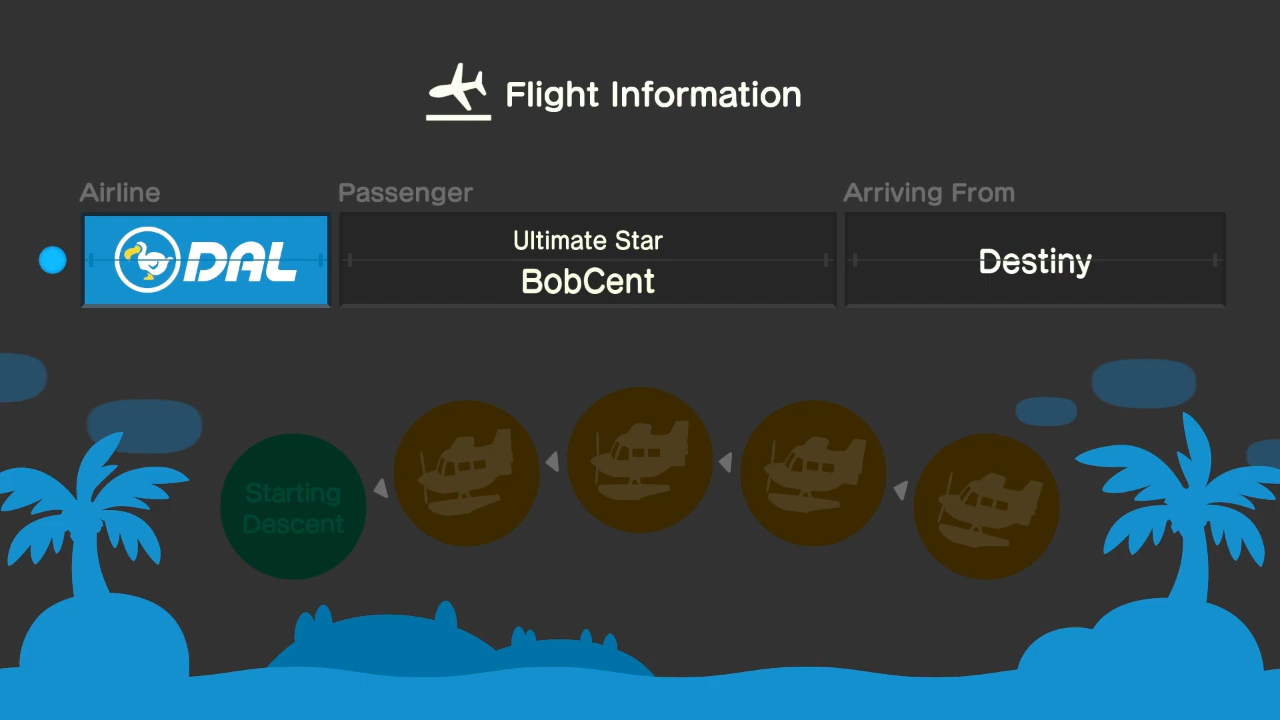 Flight Information
Airline
Passenger
Arriving From
DAL
Ultimate Star
BobCent
Destiny
Starting
Descent